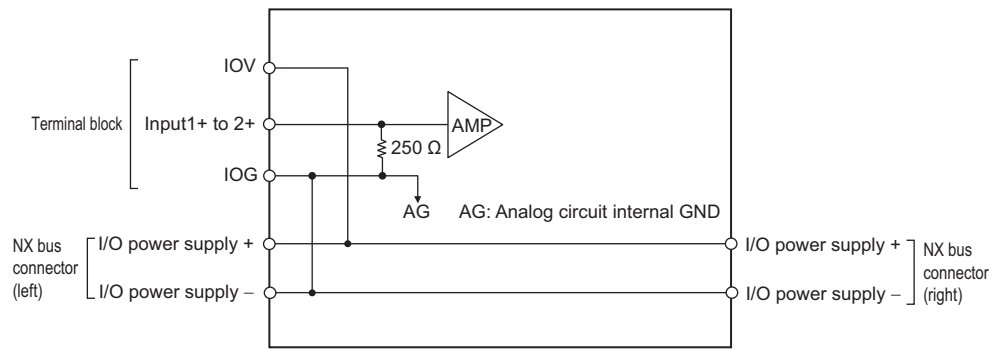 IOV
Terminal block
Input1+ to 2+
AMP
250 Ω
IOG
AG
AG: Analog circuit internal GND
NX bus
connector
(left)
I/O power supply +
I/O power supply –
I/O power supply +
I/O power supply –
NX bus
connector
(right)